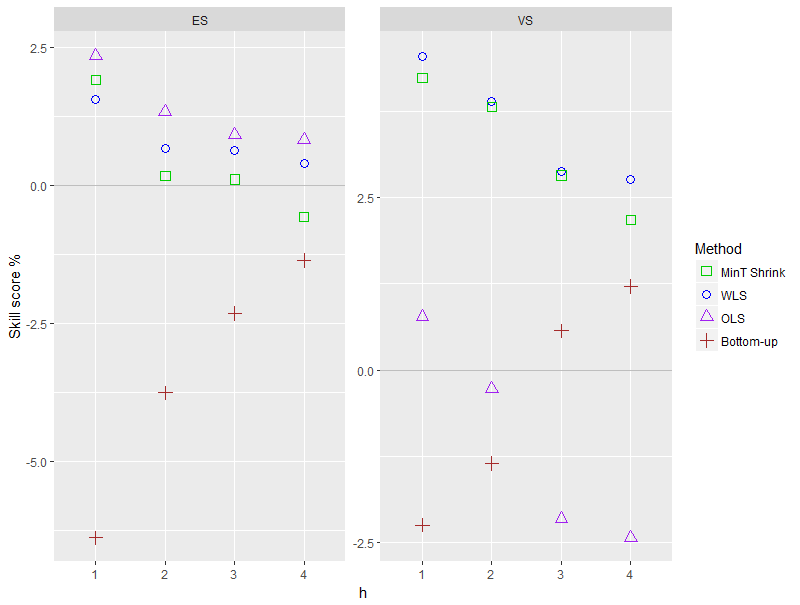 ES
VS
Skill score %
2.5
0.0
-2.5
-5.0
1 2 3 4
2.5
0.0
-2.5
1 2 3 4
h
Method
MinT Shrink
WLS
OLS
Bottom-up